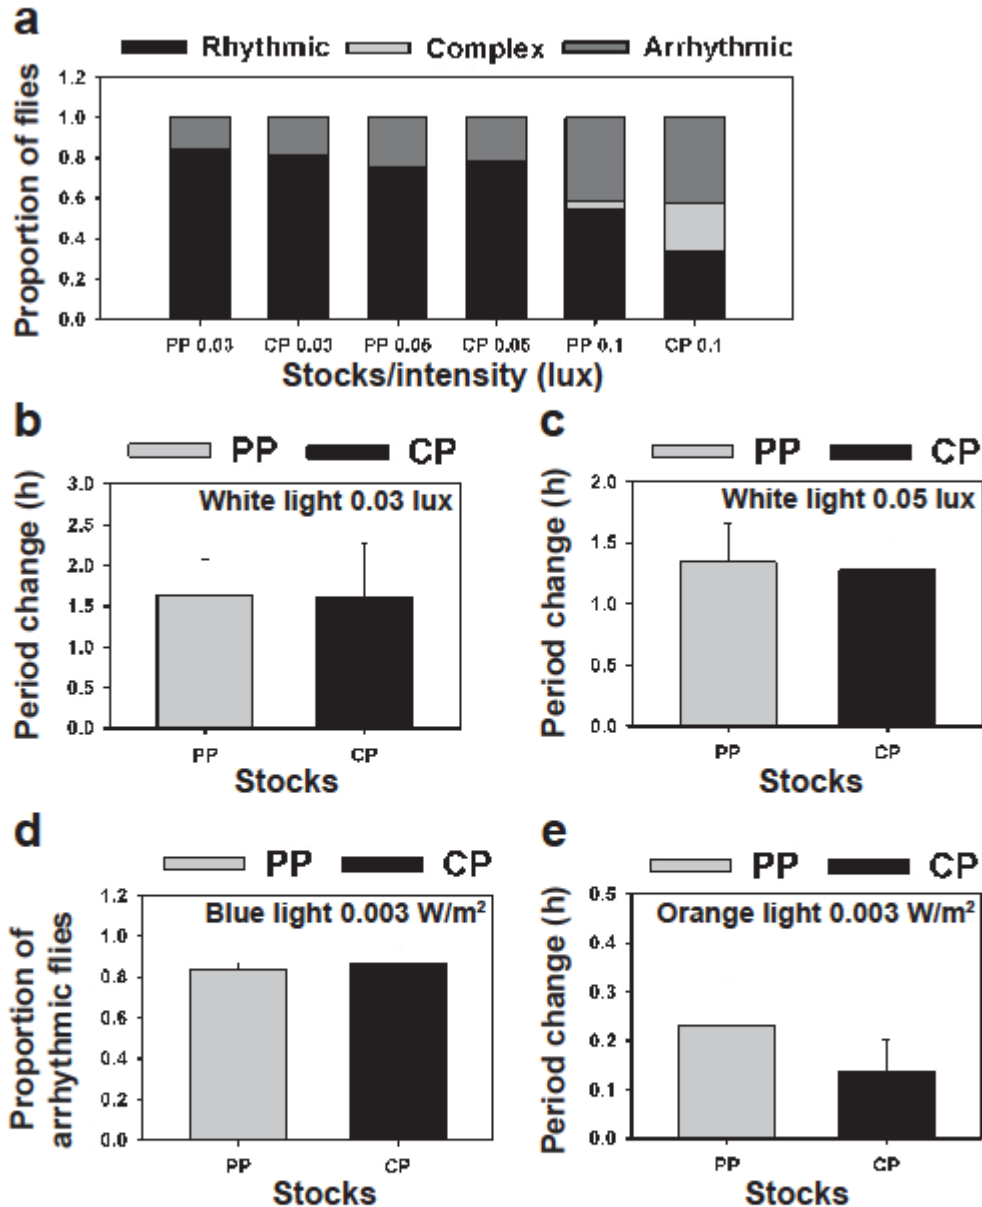 a
Rhythmic Complex Arrhythmic
Proportion of flies
1.2
1.0
0.8
0.6
0.4
0.2
0.0
PP 0.03 CP 0.03 PP 0.05 CP 0.05 PP 0.1 CP 0.1
Stocks/intensity (lux)
b
PP CP
White light 0.03 lux
Period change (h)
3.0
2.5
2.0
1.5
1.0
0.5
0.0
PP CP
Stocks
c
PP CP
White light 0.05 lux
Period change (h)
2.0
1.5
1.0
0.5
0.0
PP CP
Stocks
d
PP CP
Blue light 0.003 W/m²
Proportion of
arrhythmic flies
1.2
1.0
0.8
0.6
0.4
0.2
0.0
PP CP
Stocks
e
PP CP
Orange light 0.003 W/m²
Period change (h)
0.5
0.4
0.3
0.2
0.1
0.0
PP CP
Stocks